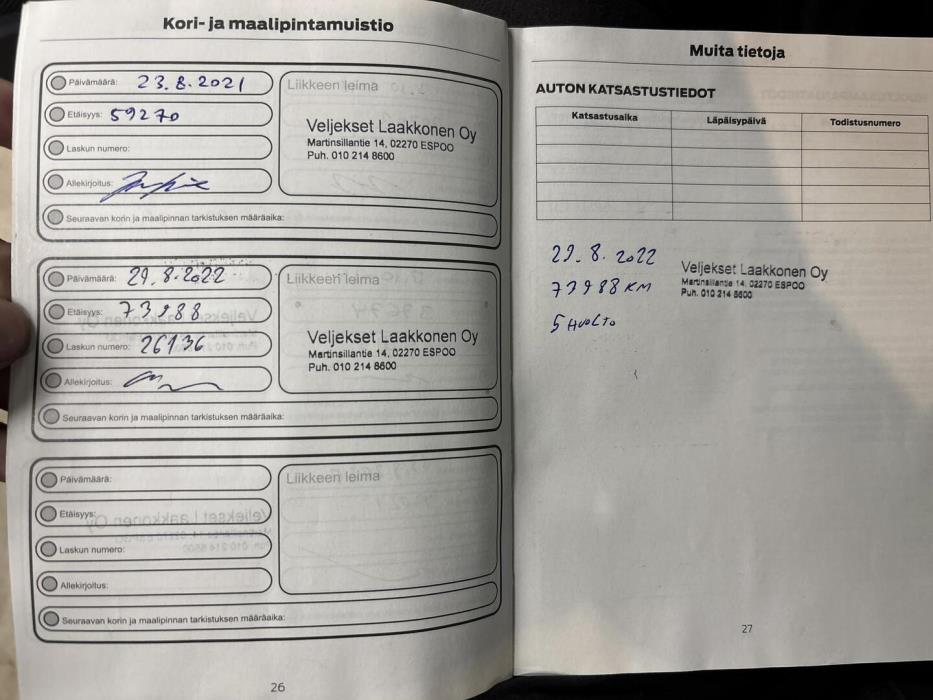 Kori- ja maalipintamuistio
Päivämäärä: 23.8.2021
Etäisyys: 59270
Laskun numero:
Allekirjoitus:
Seuraavan korin ja maalipinnan tarkistuksen määräaika:
Liikkeen leima
Veljekset Laakkonen Oy
Martinsillantie 14, 02270 ESPOO
Puh. 010 214 8600
Päivämäärä: 29.8.2022
Etäisyys: 73988
Laskun numero: 26136
Allekirjoitus:
Seuraavan korin ja maalipinnan tarkistuksen määräaika:
Liikkeen leima
Veljekset Laakkonen Oy
Martinsillantie 14, 02270 ESPOO
Puh. 010 214 8600
Päivämäärä:
Etäisyys:
Laskun numero:
Allekirjoitus:
Seuraavan korin ja maalipinnan tarkistuksen määräaika:
Liikkeen leima
26
Muita tietoja
AUTON KATSASTUSTIEDOT
Katsastusaika Läpäisypäivä Todistusnumero
29.8.2022
73988 KM
5 HUOLTO
Veljekset Laakkonen Oy
Martinsillantie 14, 02270 ESPOO
Puh. 010 214 8600
27